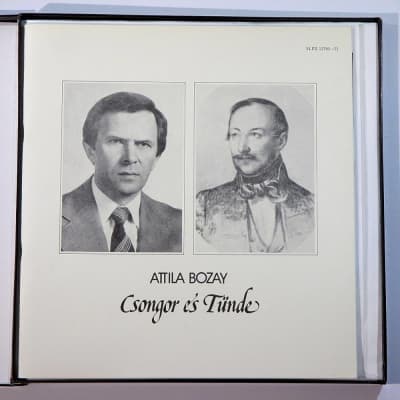 ATTILA BOZAY
Csongor és Tünde